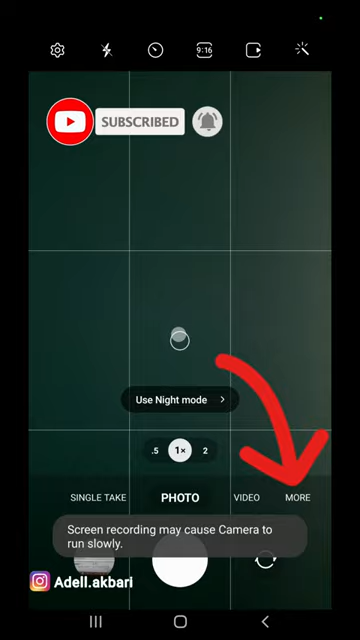 9:16
SUBSCRIBED
Use Night mode >
.5 1× 2
SINGLE TAKE PHOTO VIDEO MORE
Screen recording may cause Camera to
run slowly.
Adell.akbari